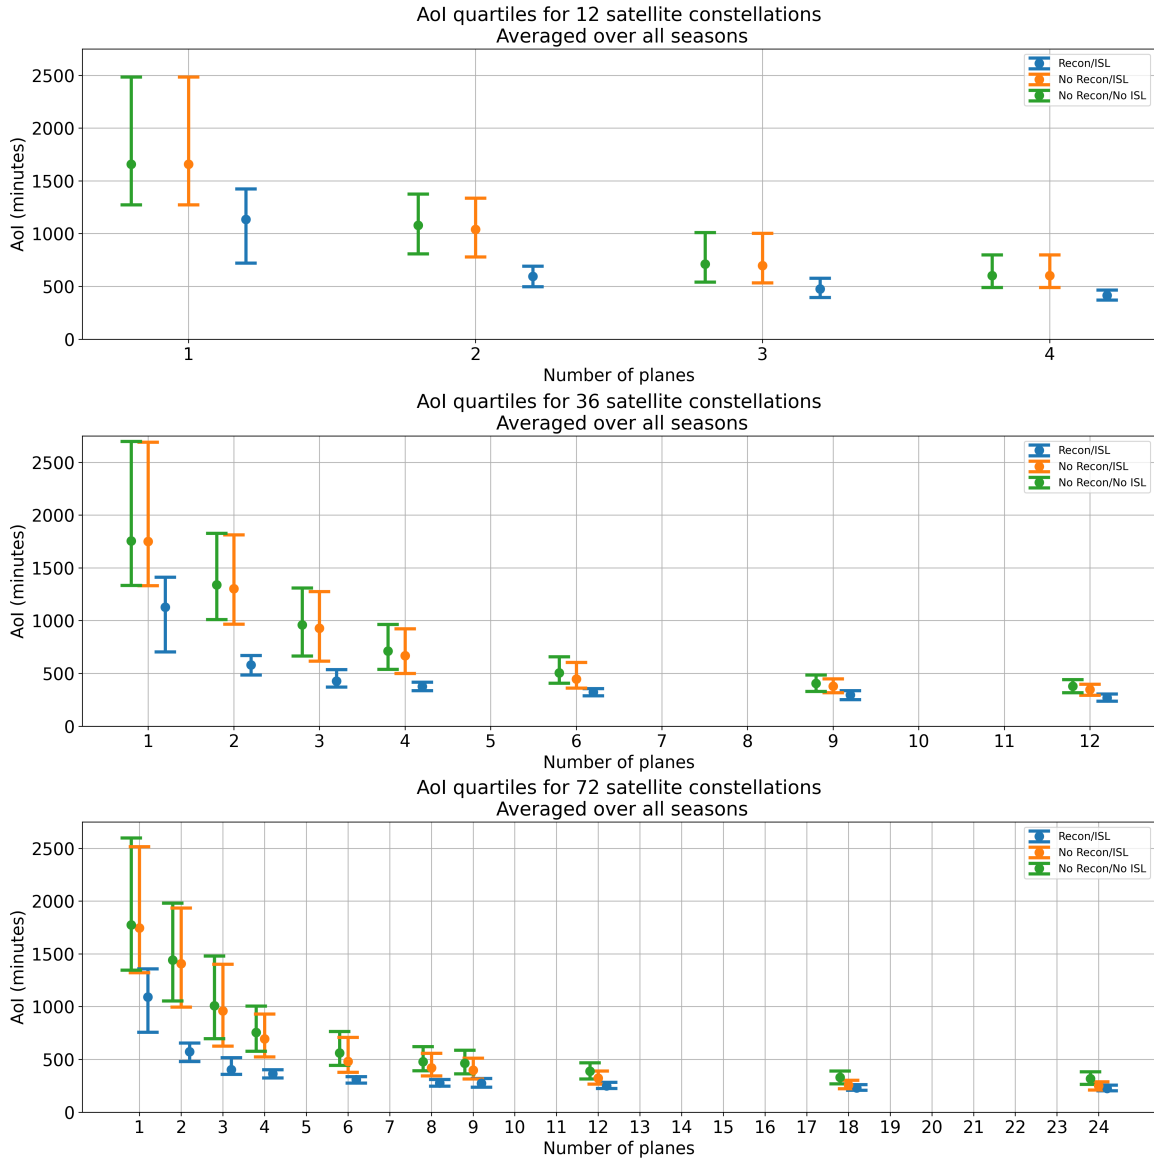 AoI quartiles for 12 satellite constellations
Averaged over all seasons
AoI (minutes)
2500
2000
1500
1000
500
0
Recon/ISL
No Recon/ISL
No Recon/No ISL
1 2 3 4
Number of planes
AoI quartiles for 36 satellite constellations
Averaged over all seasons
AoI (minutes)
2500
2000
1500
1000
500
0
Recon/ISL
No Recon/ISL
No Recon/No ISL
1 2 3 4 5 6 7 8 9 10 11 12
Number of planes
AoI quartiles for 72 satellite constellations
Averaged over all seasons
AoI (minutes)
2500
2000
1500
1000
500
0
Recon/ISL
No Recon/ISL
No Recon/No ISL
1 2 3 4 5 6 7 8 9 10 11 12 13 14 15 16 17 18 19 20 21 22 23 24
Number of planes